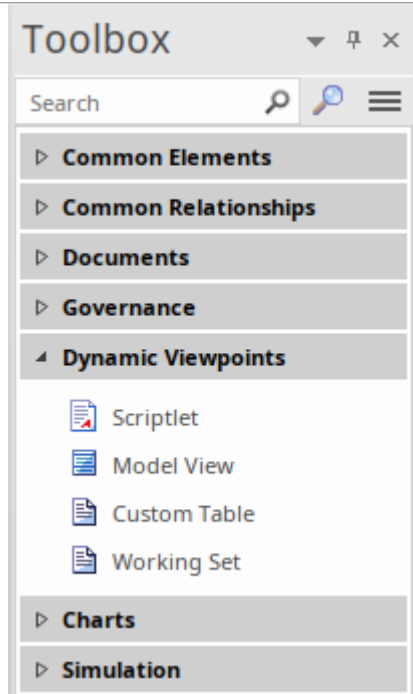 Toolbox
Search
Common Elements
Common Relationships
Documents
Governance
Dynamic Viewpoints
Scriptlet
Model View
Custom Table
Working Set
Charts
Simulation